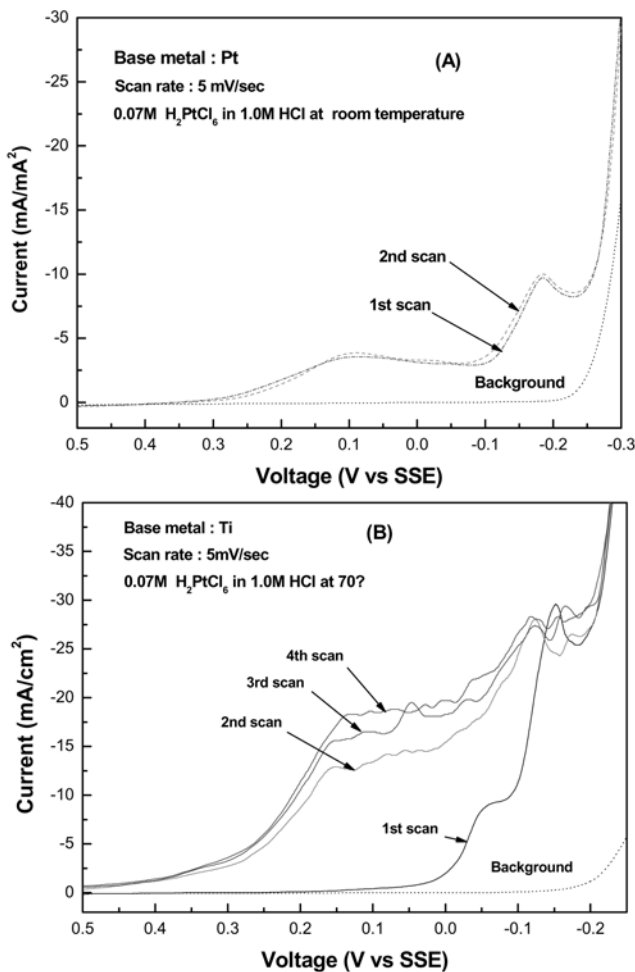 -30
-25
-20
-15
-10
-5
0
Current (mA/mA²)
Base metal : Pt
(A)
Scan rate : 5 mV/sec
0.07M H₂PtCl₆ in 1.0M HCl at room temperature
2nd scan
1st scan
Background
0.5 0.4 0.3 0.2 0.1 0.0 -0.1 -0.2 -0.3
Voltage (V vs SSE)
-40
-35
-30
-25
-20
-15
-10
-5
0
Current (mA/cm²)
Base metal : Ti
(B)
Scan rate : 5mV/sec
0.07M H₂PtCl₆ in 1.0M HCl at 70?
4th scan
3rd scan
2nd scan
1st scan
Background
0.5 0.4 0.3 0.2 0.1 0.0 -0.1 -0.2
Voltage (V vs SSE)